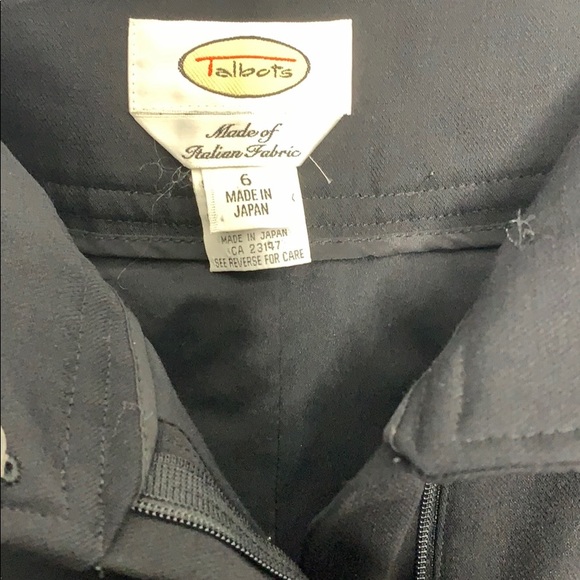 Talbots
Made of
Italian Fabric
6
MADE IN
JAPAN
MADE IN JAPAN
CA 23147
SEE REVERSE FOR CARE